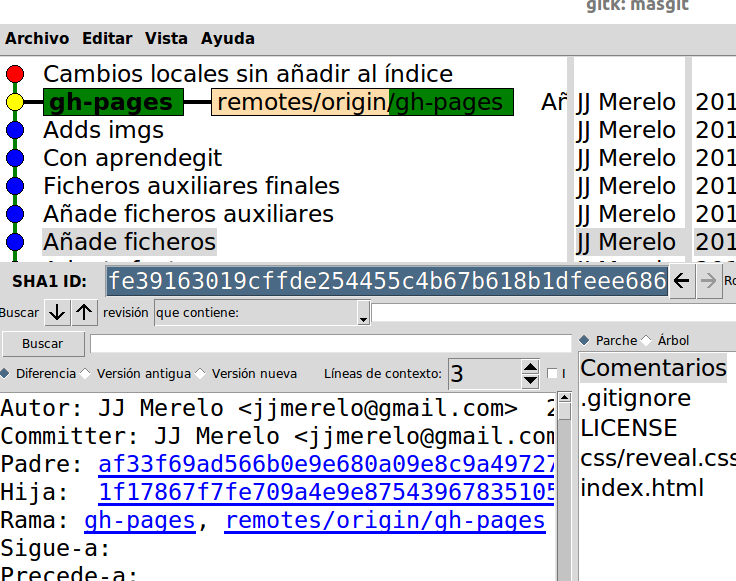 gitk: masgit
Archivo Editar Vista Ayuda
Cambios locales sin añadir al índice
gh-pages remotes/origin/gh-pages Añ JJ Merelo 201
Adds imgs JJ Merelo 201
Con aprendegit JJ Merelo 201
Ficheros auxiliares finales JJ Merelo 201
Añade ficheros auxiliares JJ Merelo 201
Añade ficheros JJ Merelo 201
SHA1 ID: fe39163019cffde254455c4b67b618b1dfeee686 ← → Ro
Buscar ↓ ↑ revisión que contiene:
Buscar
Parche Árbol
Diferencia Versión antigua Versión nueva Líneas de contexto: 3 I
Comentarios
.gitignore
LICENSE
css/reveal.css
index.html
Autor: JJ Merelo <jjmerelo@gmail.com> 2
Committer: JJ Merelo <jjmerelo@gmail.com
Padre: af33f69ad566b0e9e680a09e8c9a49727
Hija: 1f17867f7fe709a4e9e87543967835105
Rama: gh-pages, remotes/origin/gh-pages
Sigue-a:
Precede-a: